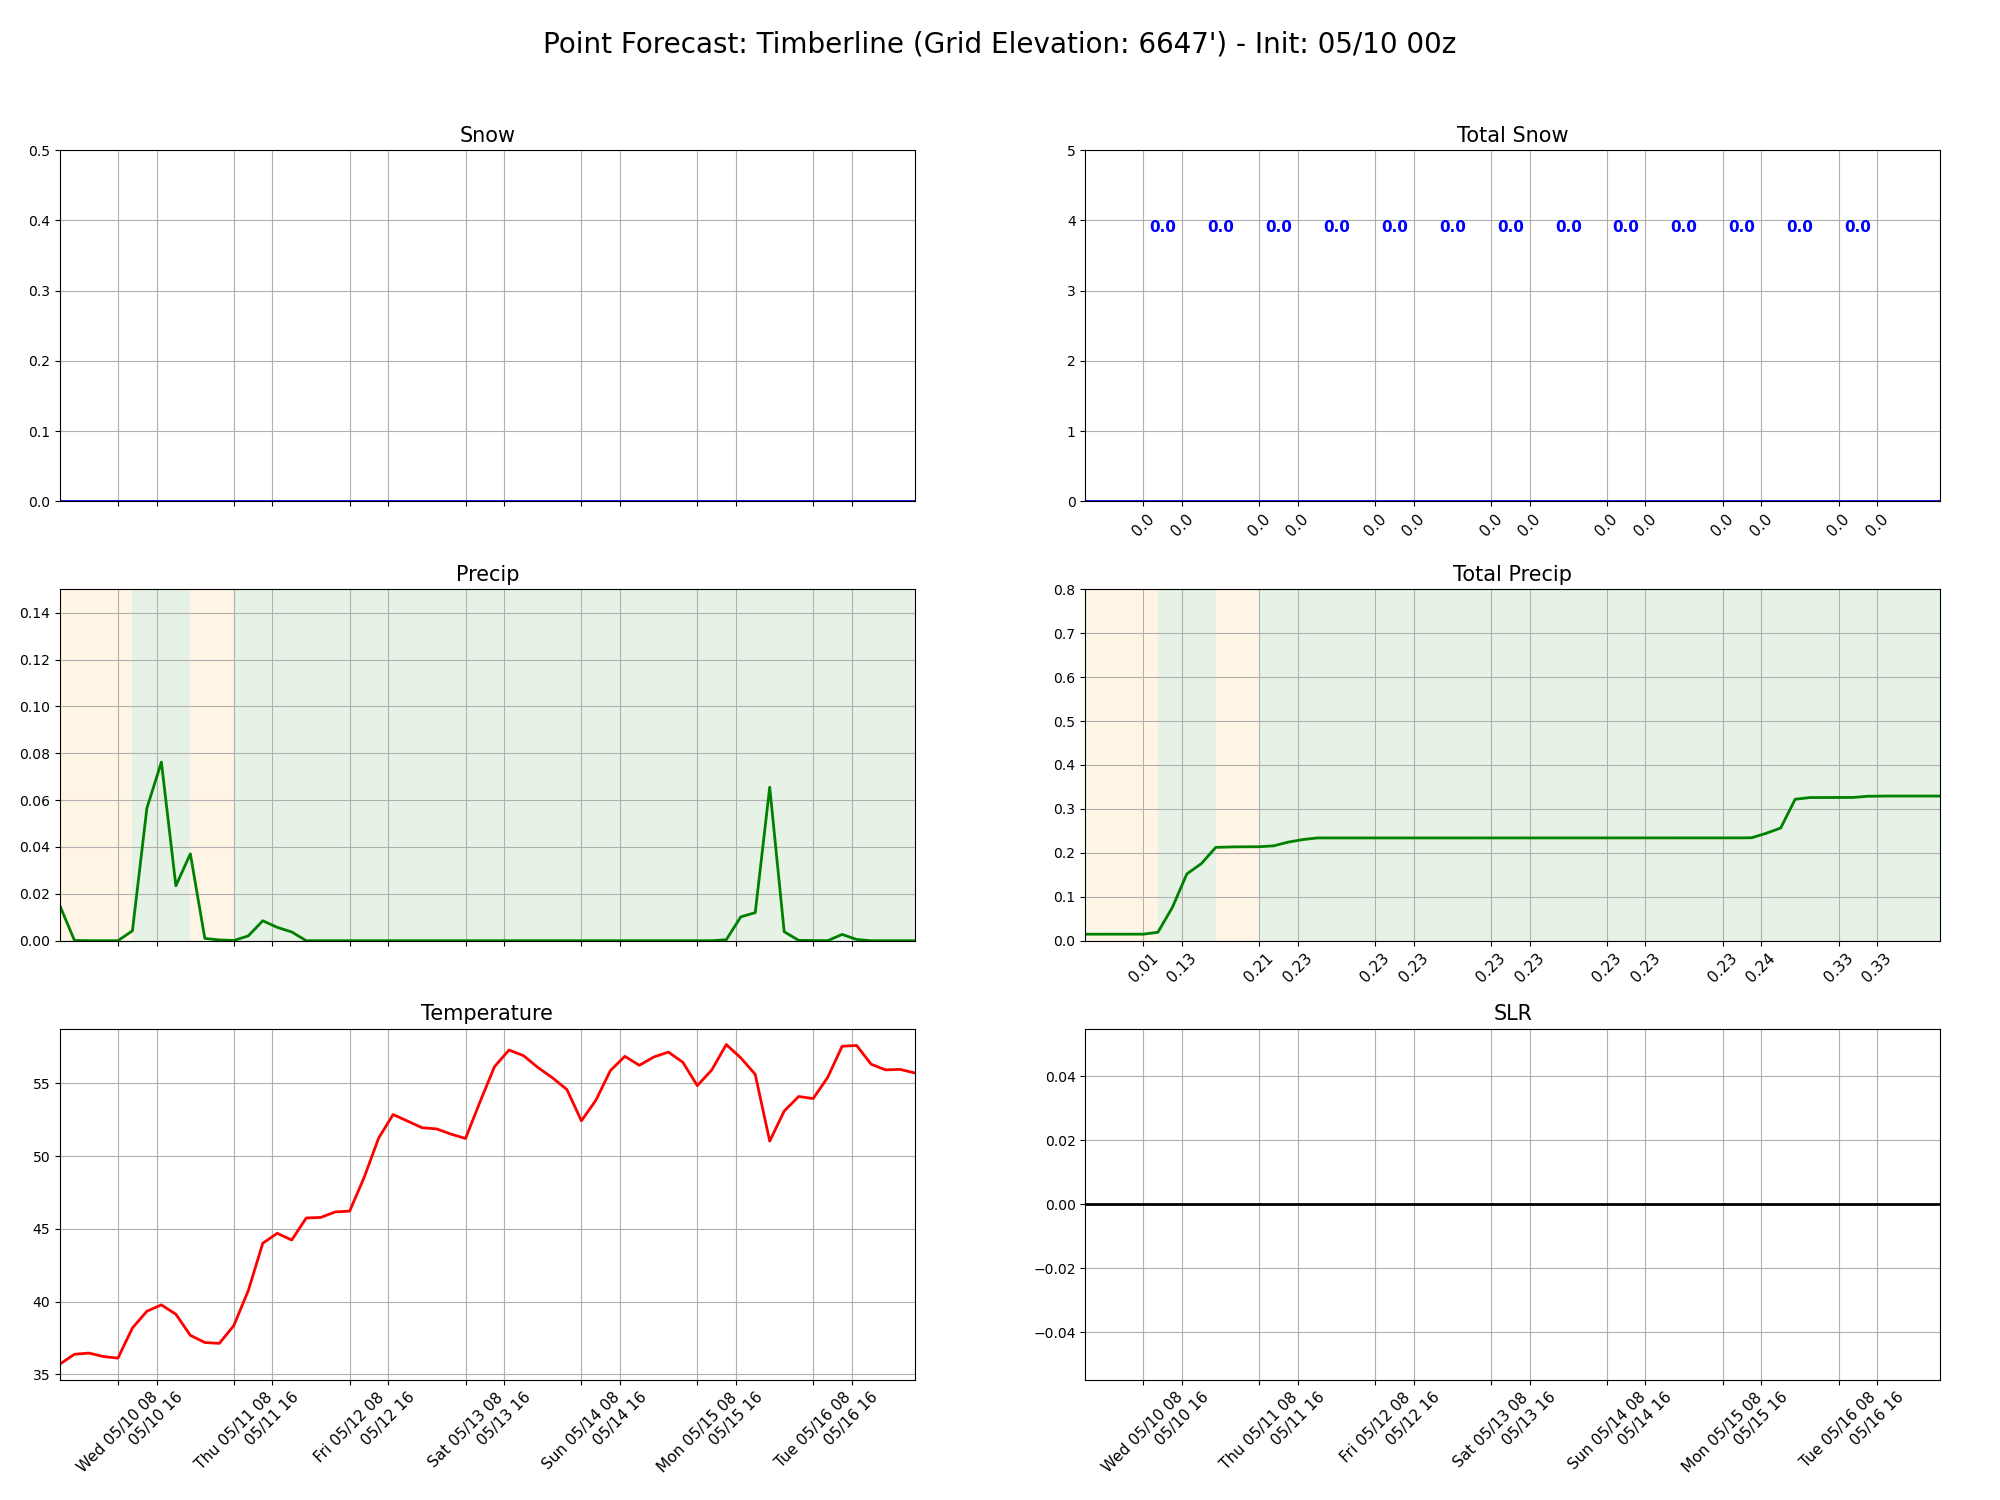 Point Forecast: Timberline (Grid Elevation: 6647') - Init: 05/10 00z
Snow
0.5
0.4
0.3
0.2
0.1
0.0
Total Snow
5
4
3
2
1
0
0.0 0.0 0.0 0.0 0.0 0.0 0.0 0.0 0.0 0.0 0.0 0.0 0.0
0.0 0.0 0.0 0.0 0.0 0.0 0.0 0.0 0.0 0.0 0.0 0.0 0.0 0.0
Precip
0.14
0.12
0.10
0.08
0.06
0.04
0.02
0.00
Total Precip
0.8
0.7
0.6
0.5
0.4
0.3
0.2
0.1
0.0
0.01 0.13 0.21 0.23 0.23 0.23 0.23 0.23 0.23 0.23 0.23 0.24 0.33 0.33
Temperature
55
50
45
40
35
Wed 05/10 08
05/10 16
Thu 05/11 08
05/11 16
Fri 05/12 08
05/12 16
Sat 05/13 08
05/13 16
Sun 05/14 08
05/14 16
Mon 05/15 08
05/15 16
Tue 05/16 08
05/16 16
SLR
0.04
0.02
0.00
−0.02
−0.04
Wed 05/10 08
05/10 16
Thu 05/11 08
05/11 16
Fri 05/12 08
05/12 16
Sat 05/13 08
05/13 16
Sun 05/14 08
05/14 16
Mon 05/15 08
05/15 16
Tue 05/16 08
05/16 16